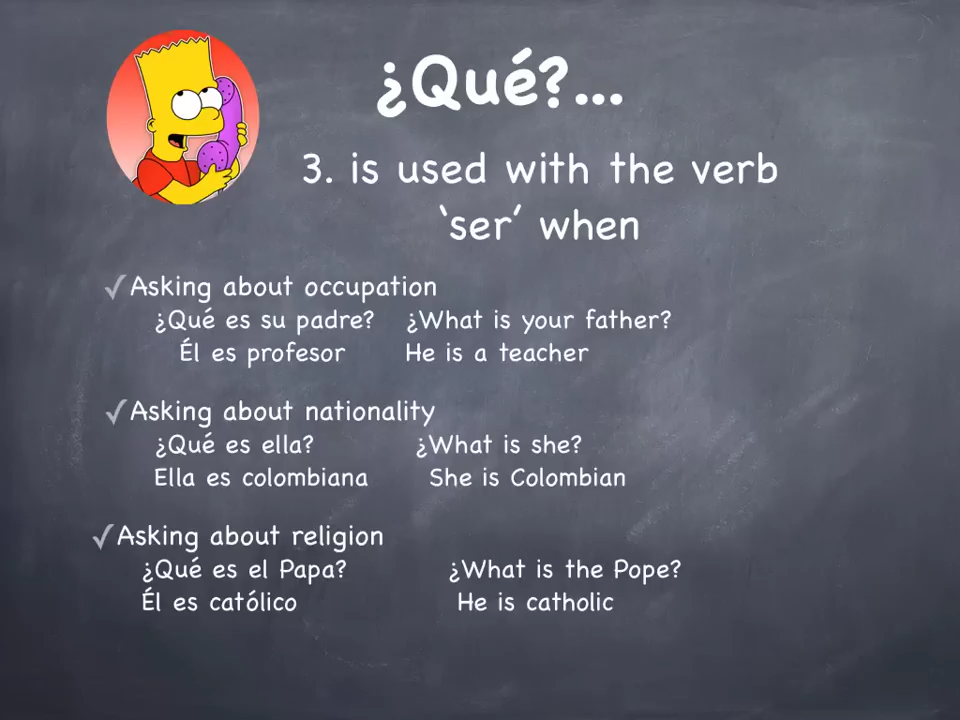 ¿Qué?...
3. is used with the verb
‘ser’ when
✓Asking about occupation
¿Qué es su padre? ¿What is your father?
Él es profesor He is a teacher
✓Asking about nationality
¿Qué es ella? ¿What is she?
Ella es colombiana She is Colombian
✓Asking about religion
¿Qué es el Papa? ¿What is the Pope?
Él es católico He is catholic